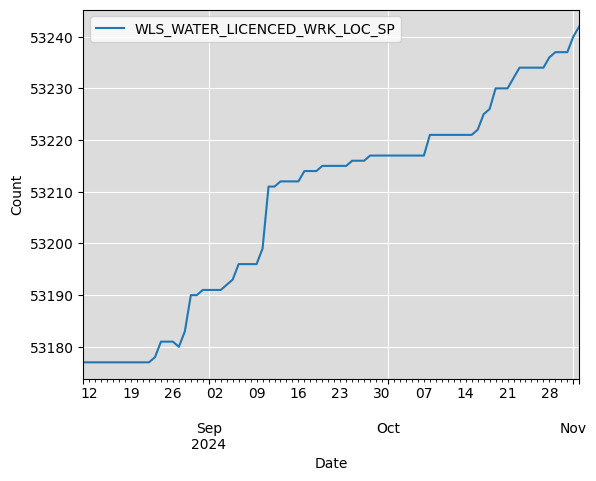 WLS_WATER_LICENCED_WRK_LOC_SP
53240
53230
53220
53210
53200
53190
53180
Count
12 19 26 02 09 16 23 30 07 14 21 28
Sep Oct Nov
2024
Date